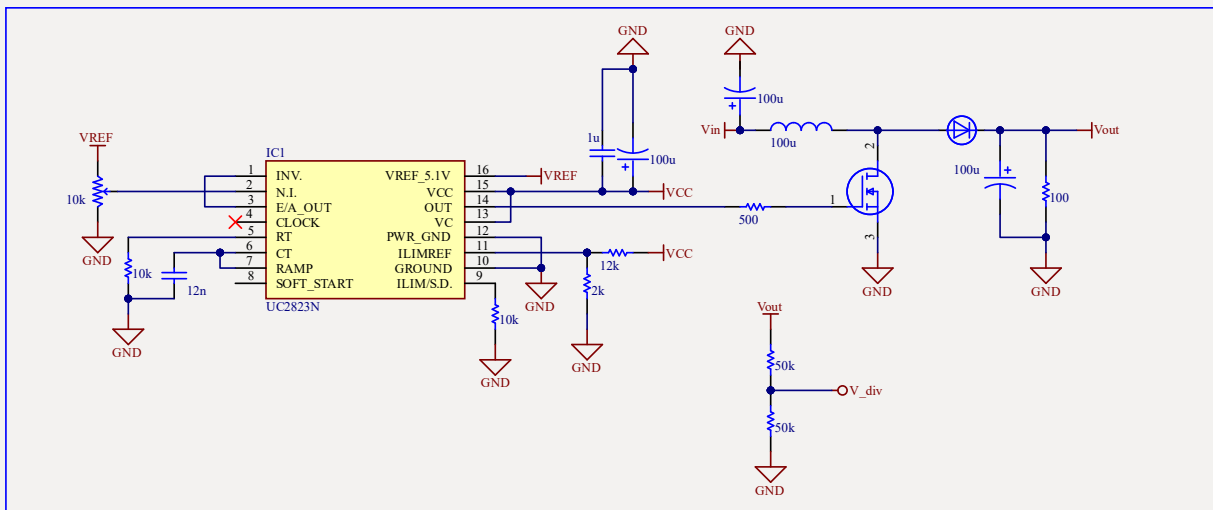 GND
GND
1u
100u
100u
Vin
100u
Vout
2
1
3
100u
100
GND
GND
VREF
10k
GND
IC1
1 INV. VREF_5.1V 16 VREF
2 N.I. VCC 15 VCC
3 E/A_OUT OUT 14
4 CLOCK VC 13
5 RT PWR_GND 12
6 CT ILIMREF 11
7 RAMP GROUND 10
8 SOFT_START ILIM/S.D. 9
UC2823N
500
10k
12n
GND
VCC
12k
2k
GND
10k
GND
GND
Vout
50k
V_div
50k
GND